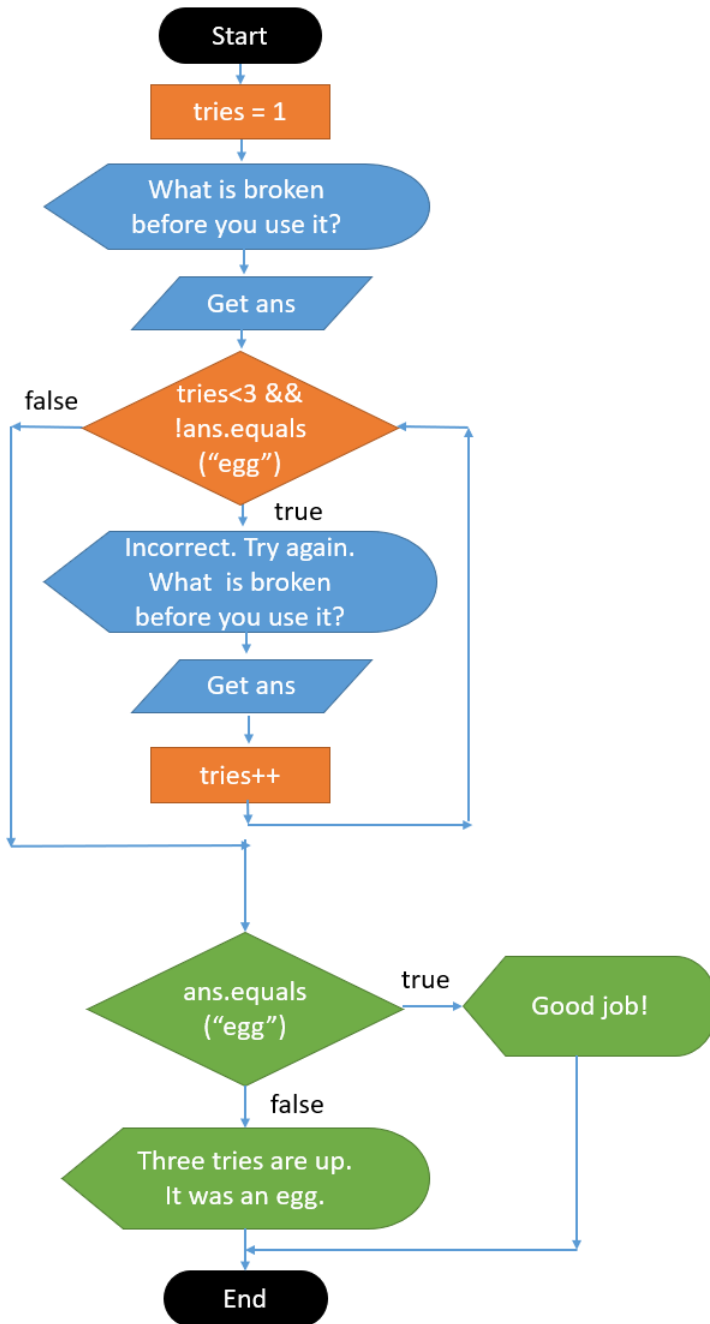 Start
tries = 1
What is broken
before you use it?
Get ans
tries<3 &&
!ans.equals
(“egg”)
false
true
Incorrect. Try again.
What  is broken
before you use it?
Get ans
tries++
ans.equals
(“egg”)
true
Good job!
false
Three tries are up.
It was an egg.
End